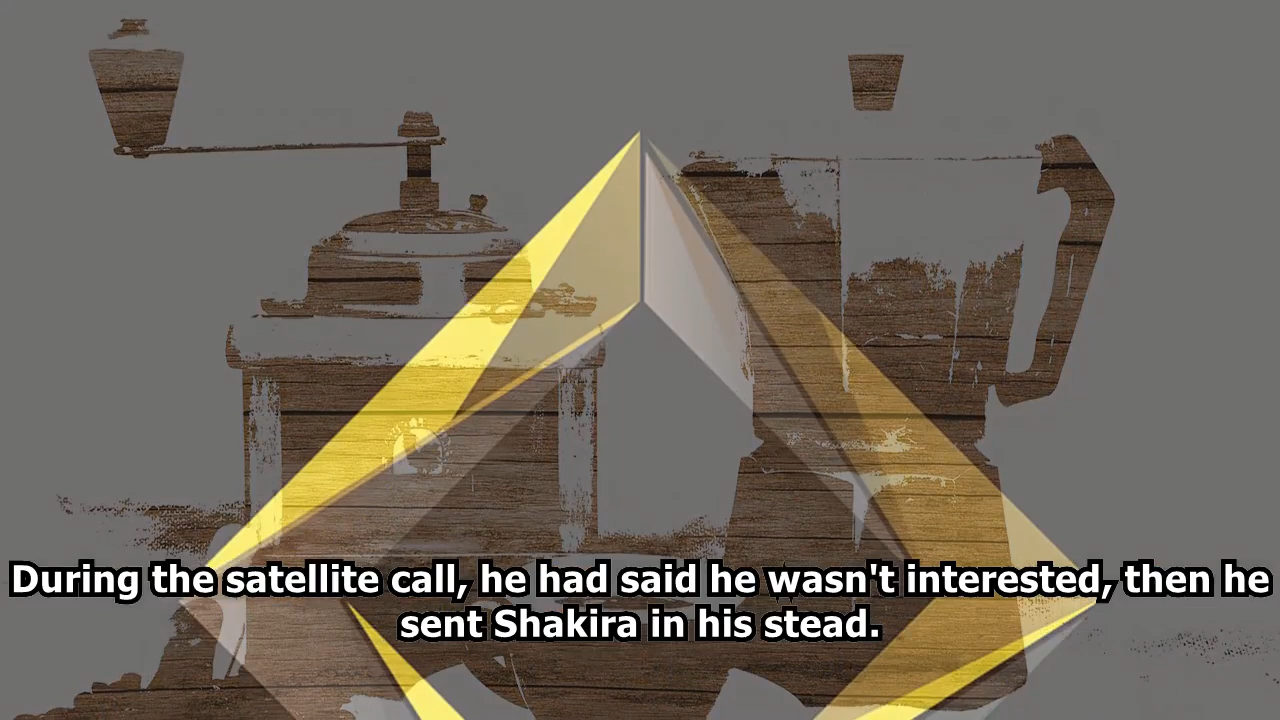 During the satellite call, he had said he wasn't interested, then he
sent Shakira in his stead.